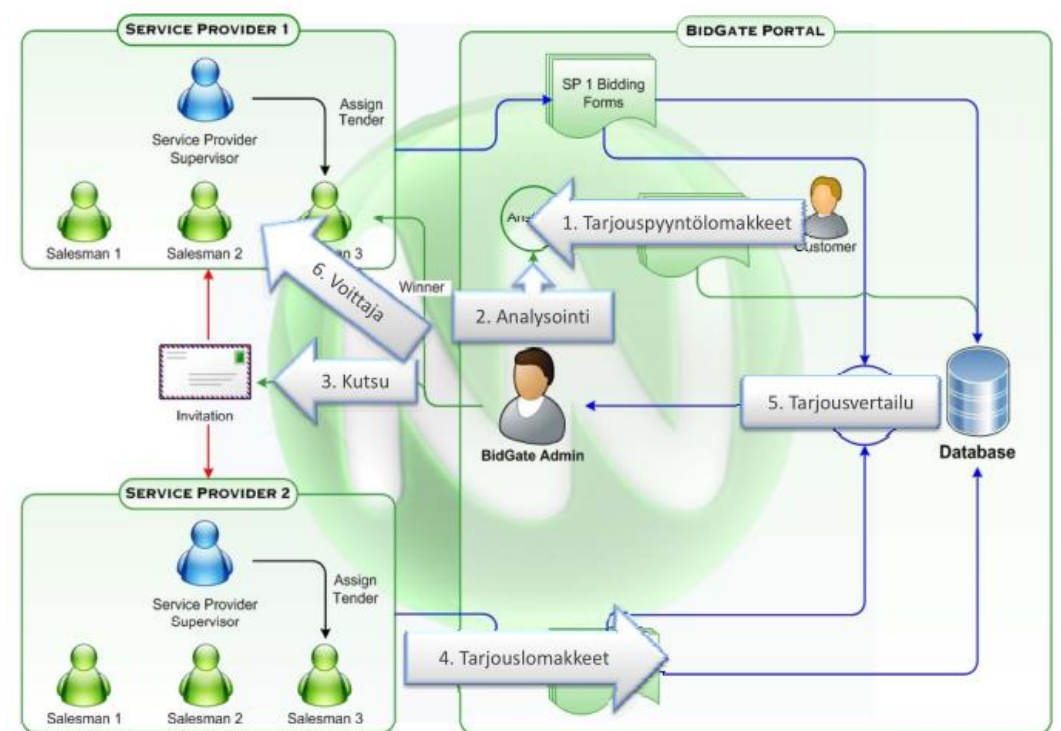 SERVICE PROVIDER 1
BIDGATE PORTAL
Assign
Tender
Service Provider
Supervisor
Salesman 1
Salesman 2
3
SP 1 Bidding
Forms
1. Tarjouspyyntölomakkeet
Customer
6. Voittaja
Winner
2. Analysointi
3. Kutsu
Invitation
BidGate Admin
5. Tarjousvertailu
Database
SERVICE PROVIDER 2
Assign
Tender
Service Provider
Supervisor
4. Tarjouslomakkeet
Salesman 1
Salesman 2
Salesman 3